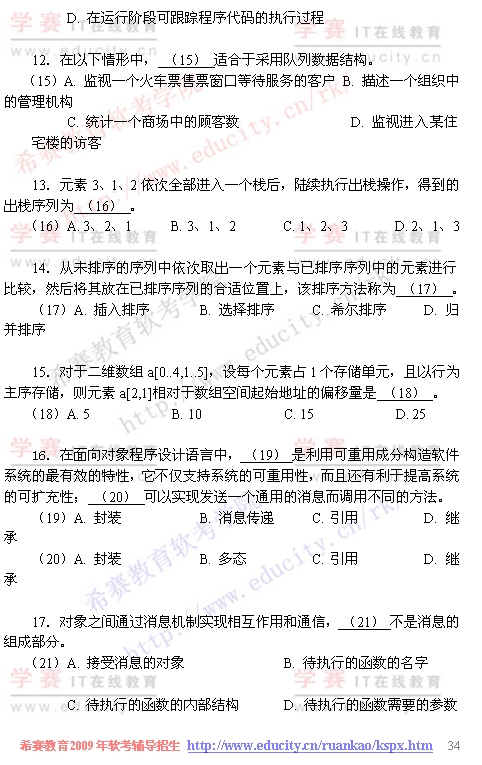 D. 在运行阶段可跟踪程序代码的执行过程
12．在以下情形中， （15） 适合于采用队列数据结构。
（15）A. 监视一个火车票售票窗口等待服务的客户 B. 描述一个组织中
的管理机构
C. 统计一个商场中的顾客数 D. 监视进入某住
宅楼的访客
13．元素 3、1、2 依次全部进入一个栈后，陆续执行出栈操作，得到的
出栈序列为 （16） 。
（16）A. 3、2、1 B. 3、1、2 C. 1、2、3 D. 2、1、3
14．从未排序的序列中依次取出一个元素与已排序序列中的元素进行
比较，然后将其放在已排序序列的合适位置上，该排序方法称为 （17） 。
（17）A. 插入排序 B. 选择排序 C. 希尔排序 D. 归
并排序
15．对于二维数组 a[0..4,1..5]，设每个元素占 1 个存储单元，且以行为
主序存储，则元素 a[2,1]相对于数组空间起始地址的偏移量是 （18） 。
（18）A. 5 B. 10 C. 15 D. 25
16．在面向对象程序设计语言中， （19） 是利用可重用成分构造软件
系统的最有效的特性，它不仅支持系统的可重用性，而且还有利于提高系统
的可扩充性； （20） 可以实现发送一个通用的消息而调用不同的方法。
（19）A. 封装 B. 消息传递 C. 引用 D. 继
承
（20）A. 封装 B. 多态 C. 引用 D. 继
承
17．对象之间通过消息机制实现相互作用和通信， （21） 不是消息的
组成部分。
（21）A. 接受消息的对象 B. 待执行的函数的名字
C. 待执行的函数的内部结构 D. 待执行的函数需要的参数
希赛教育2009 年软考辅导招生 http://www.educity.cn/ruankao/kspx.htm 34